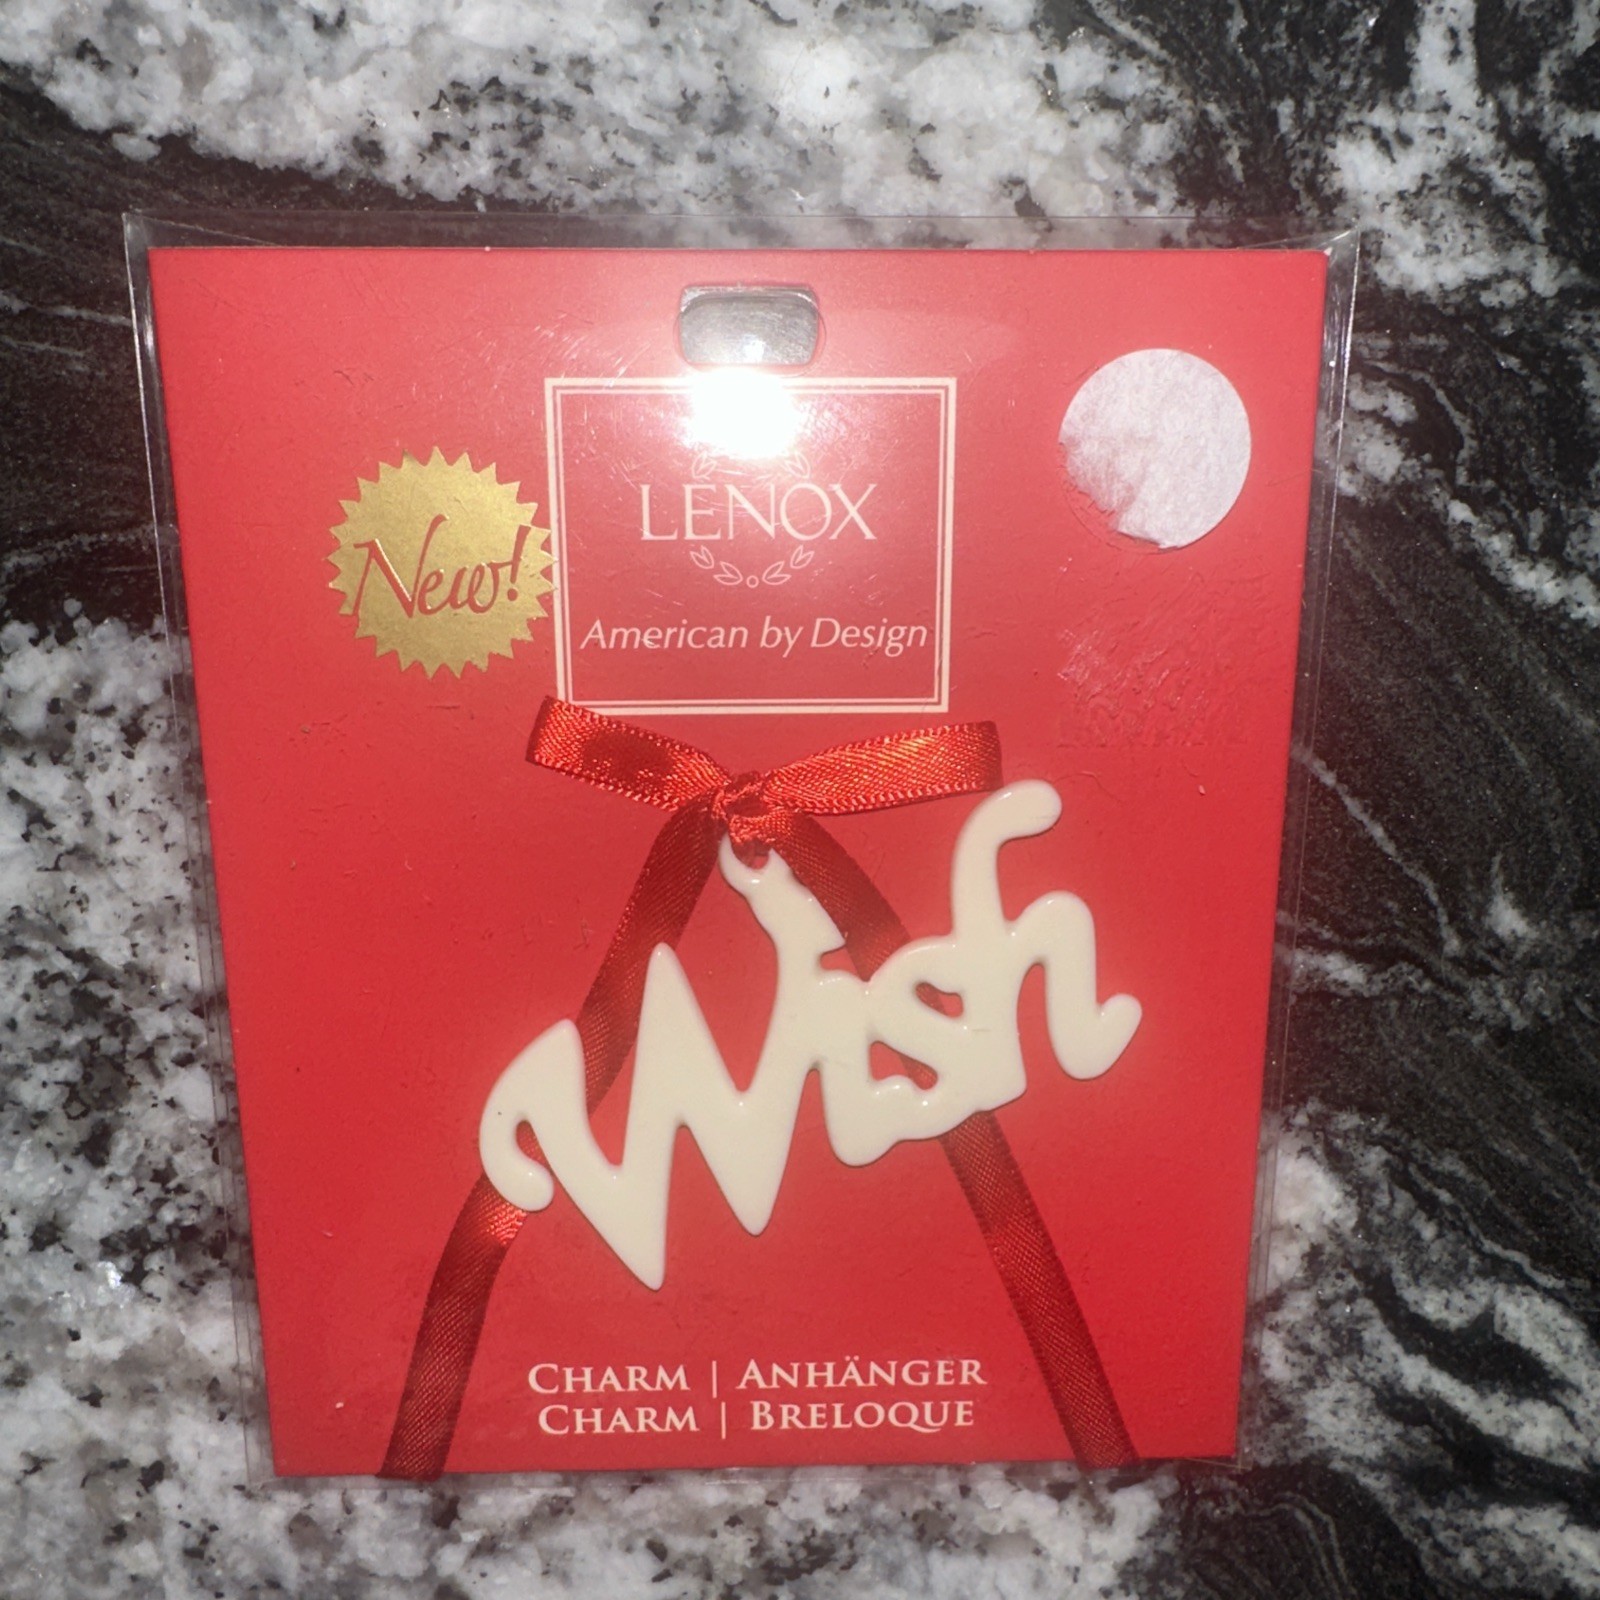 LENOX
American by Design
New!
Wish
CHARM | ANHÄNGER
CHARM | BRELOQUE